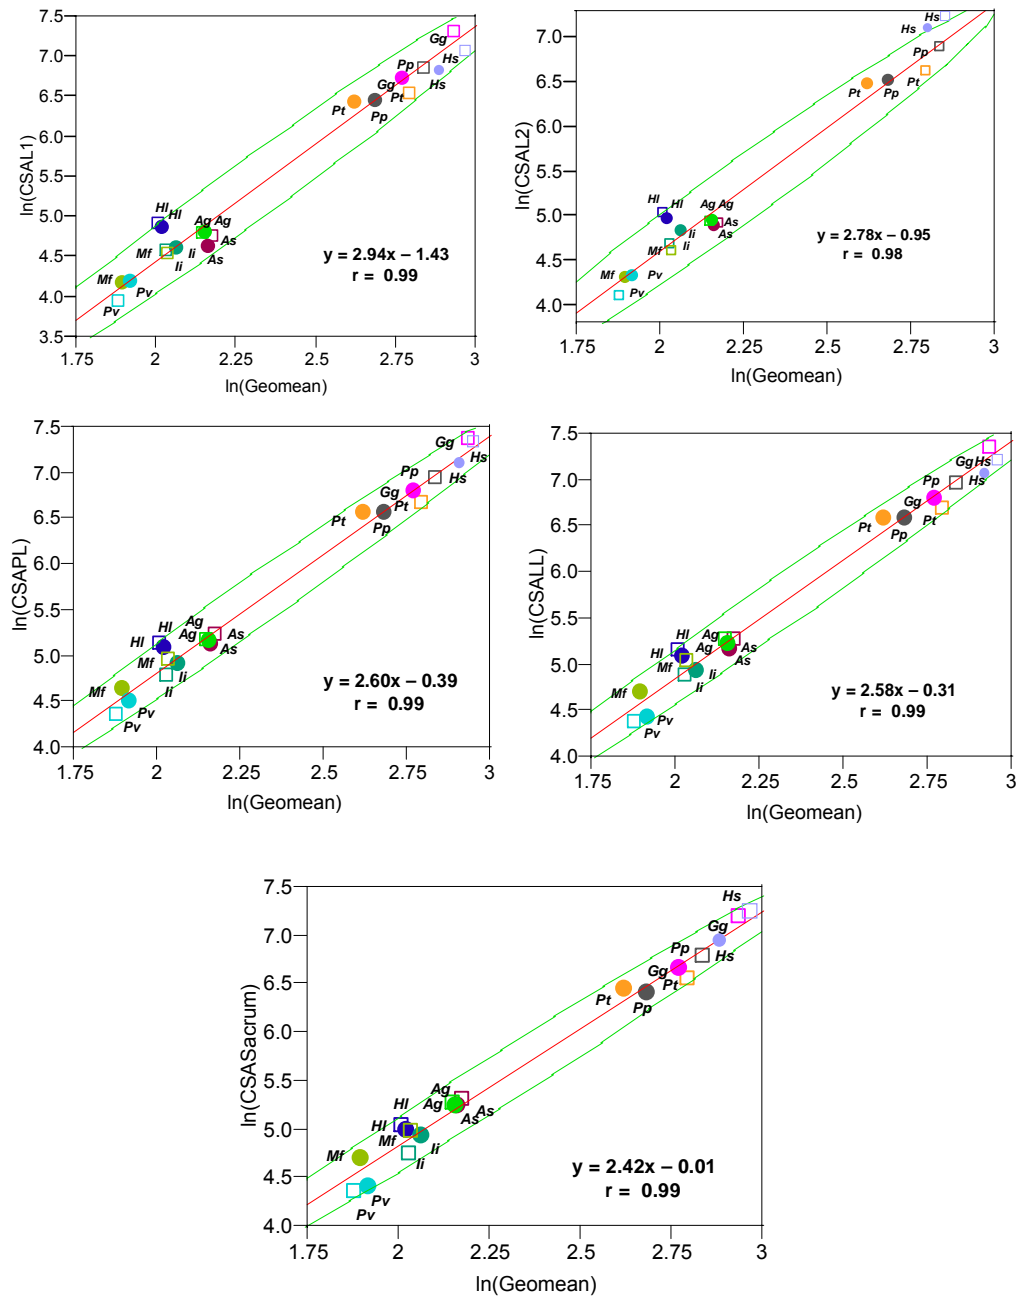 7.5
7.0
6.5
6.0
5.5
5.0
4.5
4.0
3.5
ln(CSAL1)
Gg
Hs
Pp
Gg
Hs
Pt
Pt
Pp
Hl
Hl
Ag Ag
As
Mf
Ii
Ii
As
Mf
Pv
Pv
y = 2.94x – 1.43
r = 0.99
1.75 2 2.25 2.5 2.75 3
ln(Geomean)
7.0
6.5
6.0
5.5
5.0
4.5
4.0
ln(CSAL2)
Hs
Hs
Pp
Pt
Pt
Pp
Hl
Hl
Ag Ag
As
As
Mf
Ii
Ii
Mf
Pv
Pv
y = 2.78x – 0.95
r = 0.98
1.75 2 2.25 2.5 2.75 3
ln(Geomean)
7.5
7.0
6.5
6.0
5.5
5.0
4.5
4.0
ln(CSAPL)
Gg
Hs
Pp
Hs
Gg
Pt
Pt
Pp
Hl
Hl
Ag
Ag
As
As
Mf
Ii
Ii
Mf
Pv
Pv
y = 2.60x – 0.39
r = 0.99
1.75 2 2.25 2.5 2.75 3
ln(Geomean)
7.5
7.0
6.5
6.0
5.5
5.0
4.5
4.0
ln(CSALL)
Gg Hs
Pp
Hs
Gg
Pt
Pt
Pp
Hl
Hl
Ag
Ag
As
As
Mf
Ii
Ii
Mf
Pv
Pv
y = 2.58x – 0.31
r = 0.99
1.75 2 2.25 2.5 2.75 3
ln(Geomean)
7.5
7.0
6.5
6.0
5.5
5.0
4.5
4.0
ln(CSASacrum)
Hs
Gg
Pp
Hs
Gg
Pt
Pt
Pp
Hl
Hl
Ag
Ag
As
As
Mf
Ii
Ii
Mf
Pv
Pv
y = 2.42x – 0.01
r = 0.99
1.75 2 2.25 2.5 2.75 3
ln(Geomean)